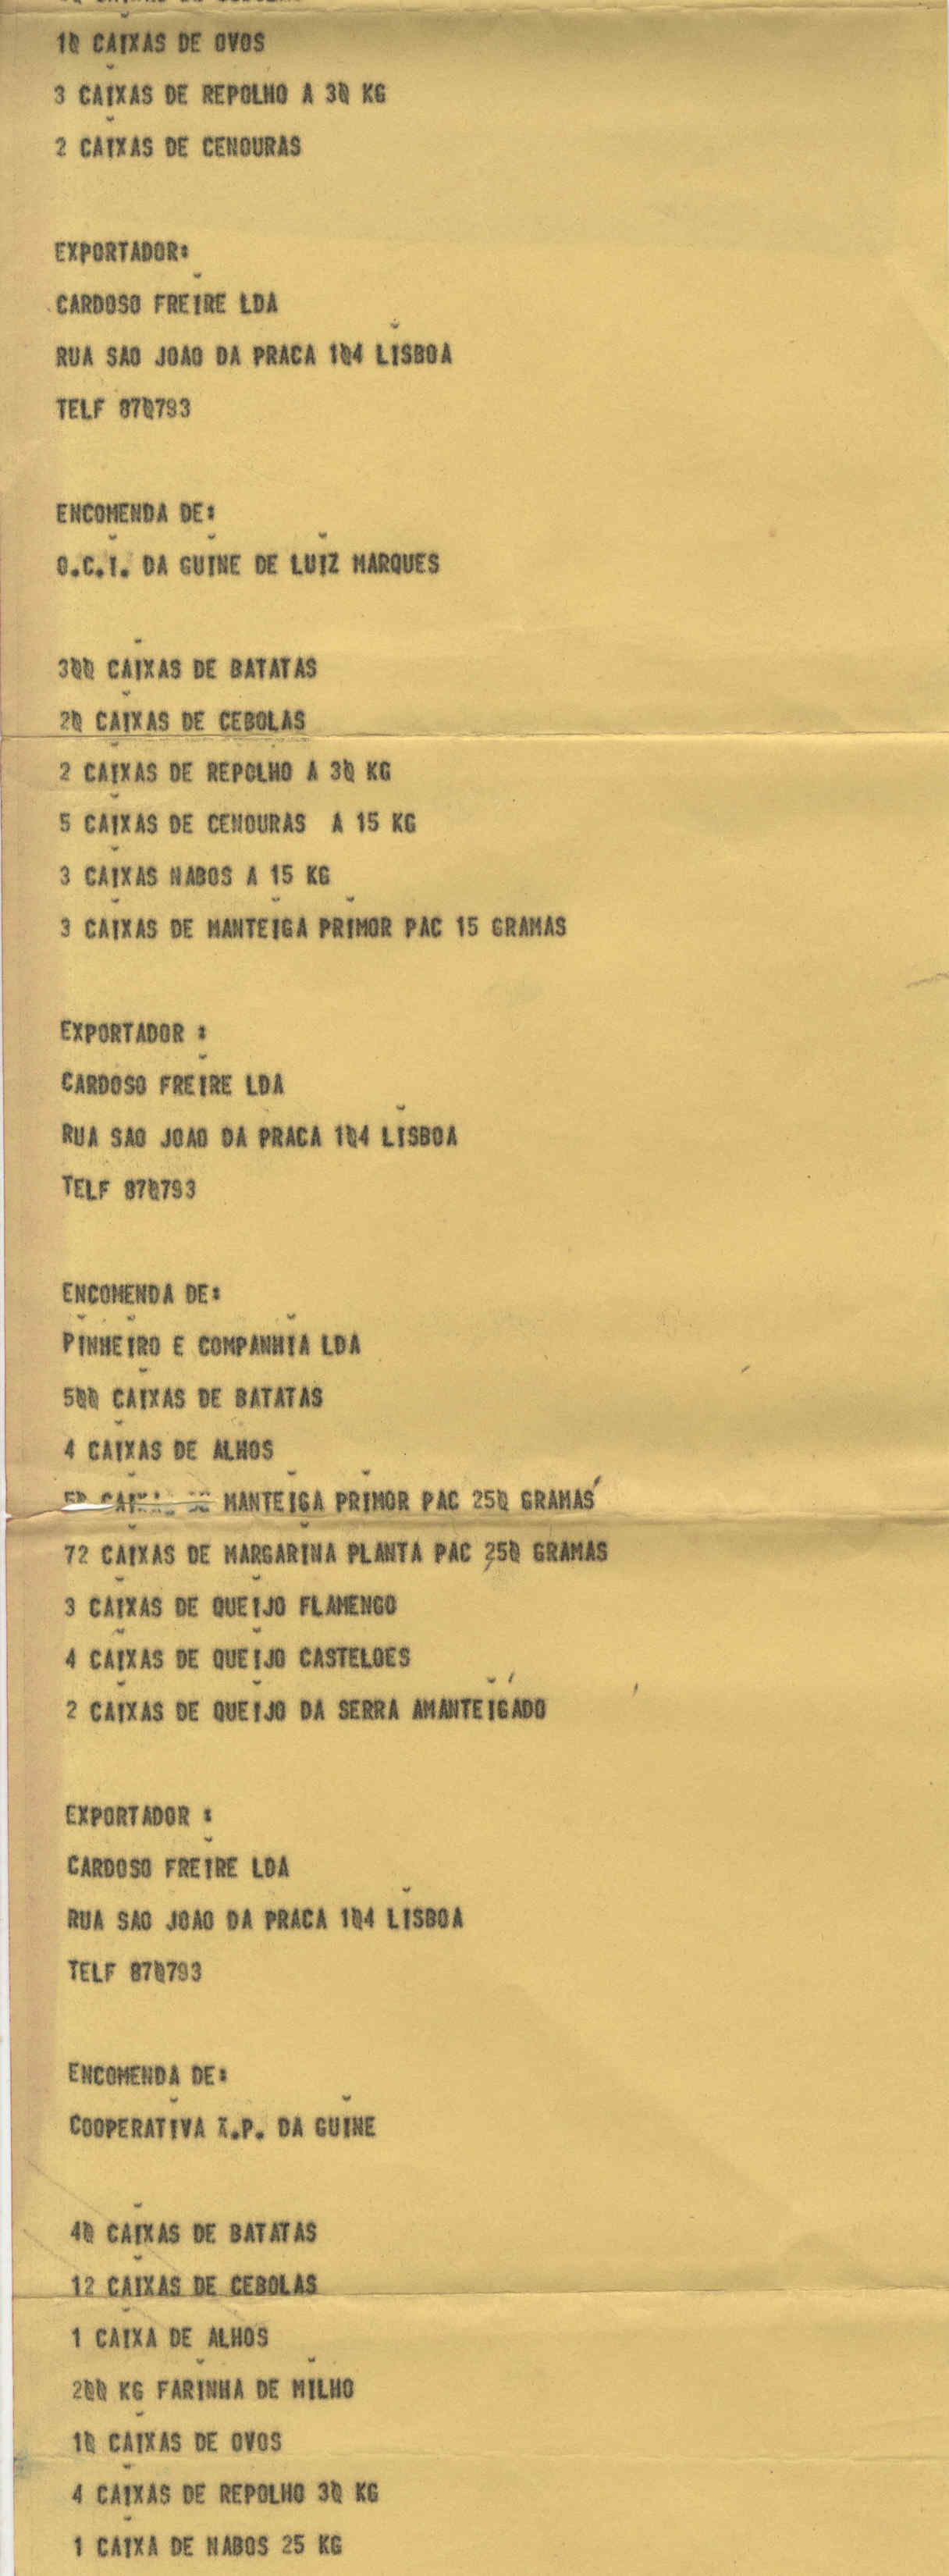 10 CAIXAS DE OVOS
3 CAIXAS DE REPOLHO A 30 KG
2 CAIXAS DE CENOURAS
EXPORTADOR:
CARDOSO FREIRE LDA
RUA SAO JOAO DA PRACA 104 LISBOA
TELF 870793
ENCOMENDA DE:
O.C.I. DA GUINE DE LUIZ MARQUES
300 CAIXAS DE BATATAS
20 CAIXAS DE CEBOLAS
2 CAIXAS DE REPOLHO A 30 KG
5 CAIXAS DE CENOURAS A 15 KG
3 CAIXAS NABOS A 15 KG
3 CAIXAS DE MANTEIGA PRIMOR PAC 15 GRAMAS
EXPORTADOR :
CARDOSO FREIRE LDA
RUA SAO JOAO DA PRACA 104 LISBOA
TELF 870793
ENCOMENDA DE:
PINHEIRO E COMPANHIA LDA
500 CAIXAS DE BATATAS
4 CAIXAS DE ALHOS
MANTEIGA PRIMOR PAC 250 GRAMAS
72 CAIXAS DE MARGARINA PLANTA PAC 250 GRAMAS
3 CAIXAS DE QUEIJO FLAMENGO
4 CAIXAS DE QUEIJO CASTELOES
2 CAIXAS DE QUEIJO DA SERRA AMANTEIGADO
EXPORTADOR :
CARDOSO FREIRE LDA
RUA SAO JOAO DA PRACA 104 LISBOA
TELF 870793
ENCOMENDA DE:
COOPERATIVA A.P. DA GUINE
40 CAIXAS DE BATATAS
12 CAIXAS DE CEBOLAS
1 CAIXA DE ALHOS
200 KG FARINHA DE MILHO
10 CAIXAS DE OVOS
4 CAIXAS DE REPOLHO 30 KG
1 CAIXA DE NABOS 25 KG